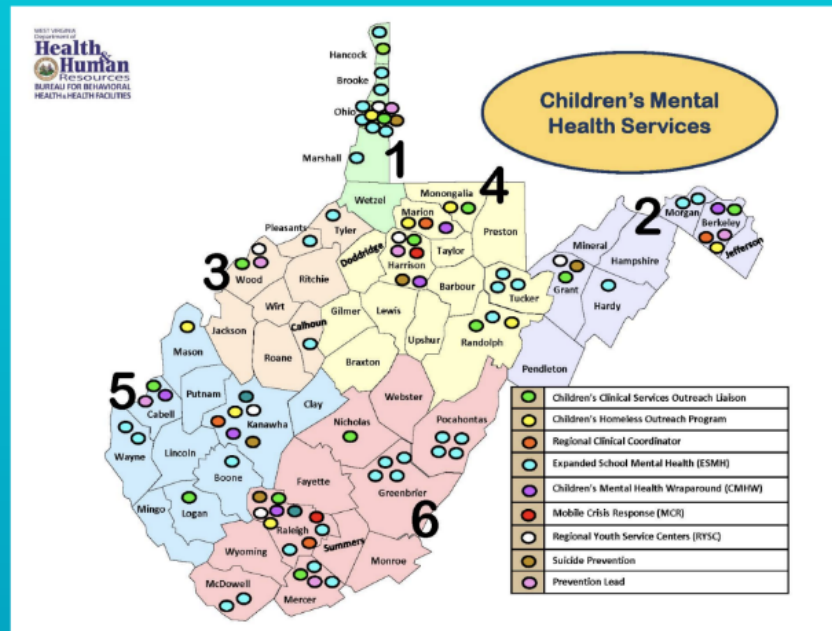 WEST VIRGINIA
Department of
Health &
Human
Resources
BUREAU FOR BEHAVIORAL
HEALTH & HEALTH FACILITIES
Children's Mental
Health Services
Hancock
Brooke
Ohio
Marshall
1
Wetzel
4
Monongalia
Marion
Preston
2
Morgan
Berkeley
Jefferson
Mineral
Hampshire
Grant
Hardy
Pendleton
Pleasants
Tyler
Doddridge
Harrison
Taylor
Barbour
Tucker
3
Wood
Ritchie
Wirt
Calhoun
Gilmer
Lewis
Upshur
Randolph
Jackson
Roane
Braxton
Mason
5
Putnam
Cabell
Kanawha
Clay
Webster
Nicholas
Pocahontas
Wayne
Lincoln
Boone
Fayette
Greenbrier
Mingo
Logan
Raleigh
6
Wyoming
Summers
Monroe
McDowell
Mercer
Children's Clinical Services Outreach Liaison
Children's Homeless Outreach Program
Regional Clinical Coordinator
Expanded School Mental Health (ESMH)
Children's Mental Health Wraparound (CMHW)
Mobile Crisis Response (MCR)
Regional Youth Service Centers (RYSC)
Suicide Prevention
Prevention Lead